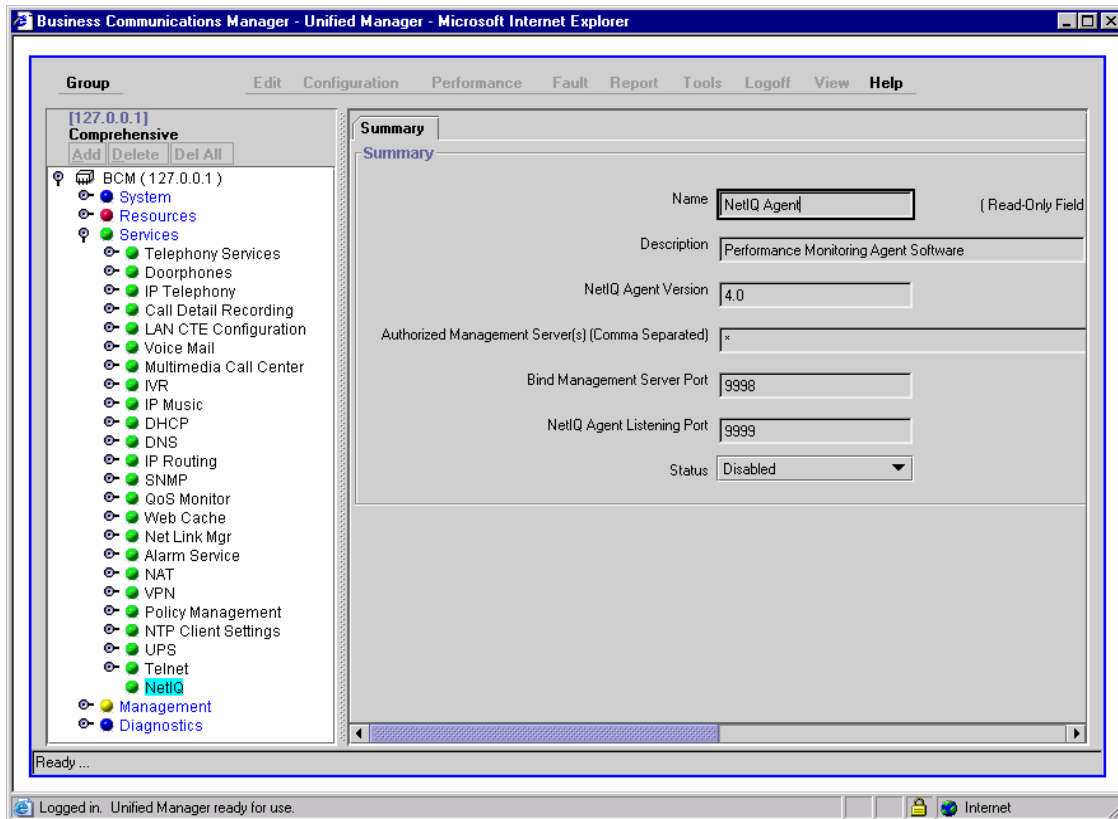 Business Communications Manager - Unified Manager - Microsoft Internet Explorer
Group Edit Configuration Performance Fault Report Tools Logoff View Help
[127.0.0.1]
Comprehensive
Add Delete Del All
BCM ( 127.0.0.1 )
System
Resources
Services
Telephony Services
Doorphones
IP Telephony
Call Detail Recording
LAN CTE Configuration
Voice Mail
Multimedia Call Center
IVR
IP Music
DHCP
DNS
IP Routing
SNMP
QoS Monitor
Web Cache
Net Link Mgr
Alarm Service
NAT
VPN
Policy Management
NTP Client Settings
UPS
Telnet
NetIQ
Management
Diagnostics
Summary
Summary
Name NetIQ Agent ( Read-Only Field
Description Performance Monitoring Agent Software
NetIQ Agent Version 4.0
Authorized Management Server(s) (Comma Separated) *
Bind Management Server Port 9998
NetIQ Agent Listening Port 9999
Status Disabled
Ready ...
Logged in. Unified Manager ready for use. Internet